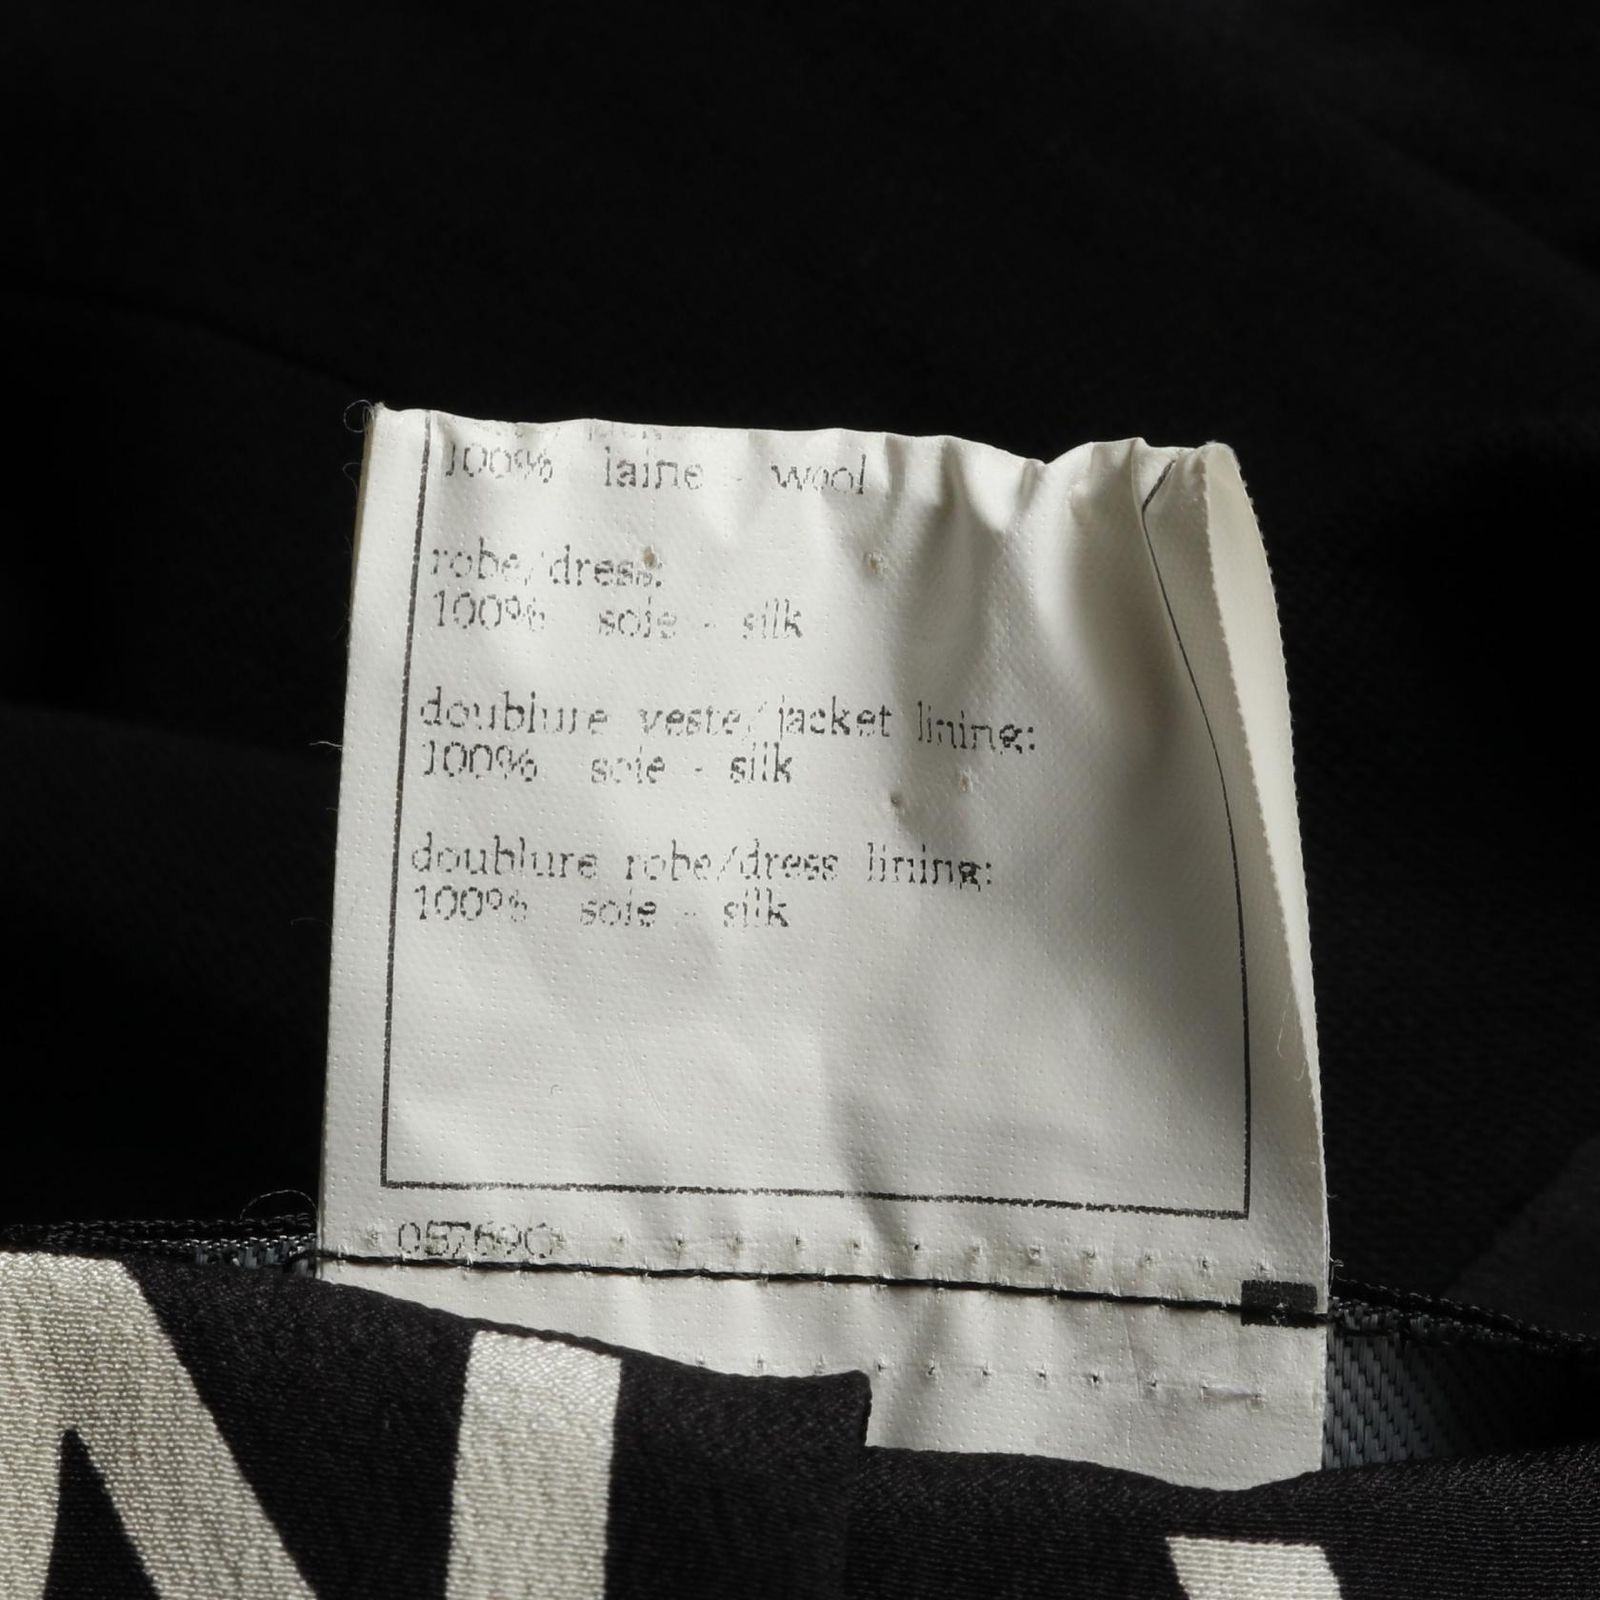 100% laine - wool
robe/dress:
100% soie - silk
doublure veste/jacket lining:
100% soie - silk
doublure robe/dress lining:
100% soie - silk